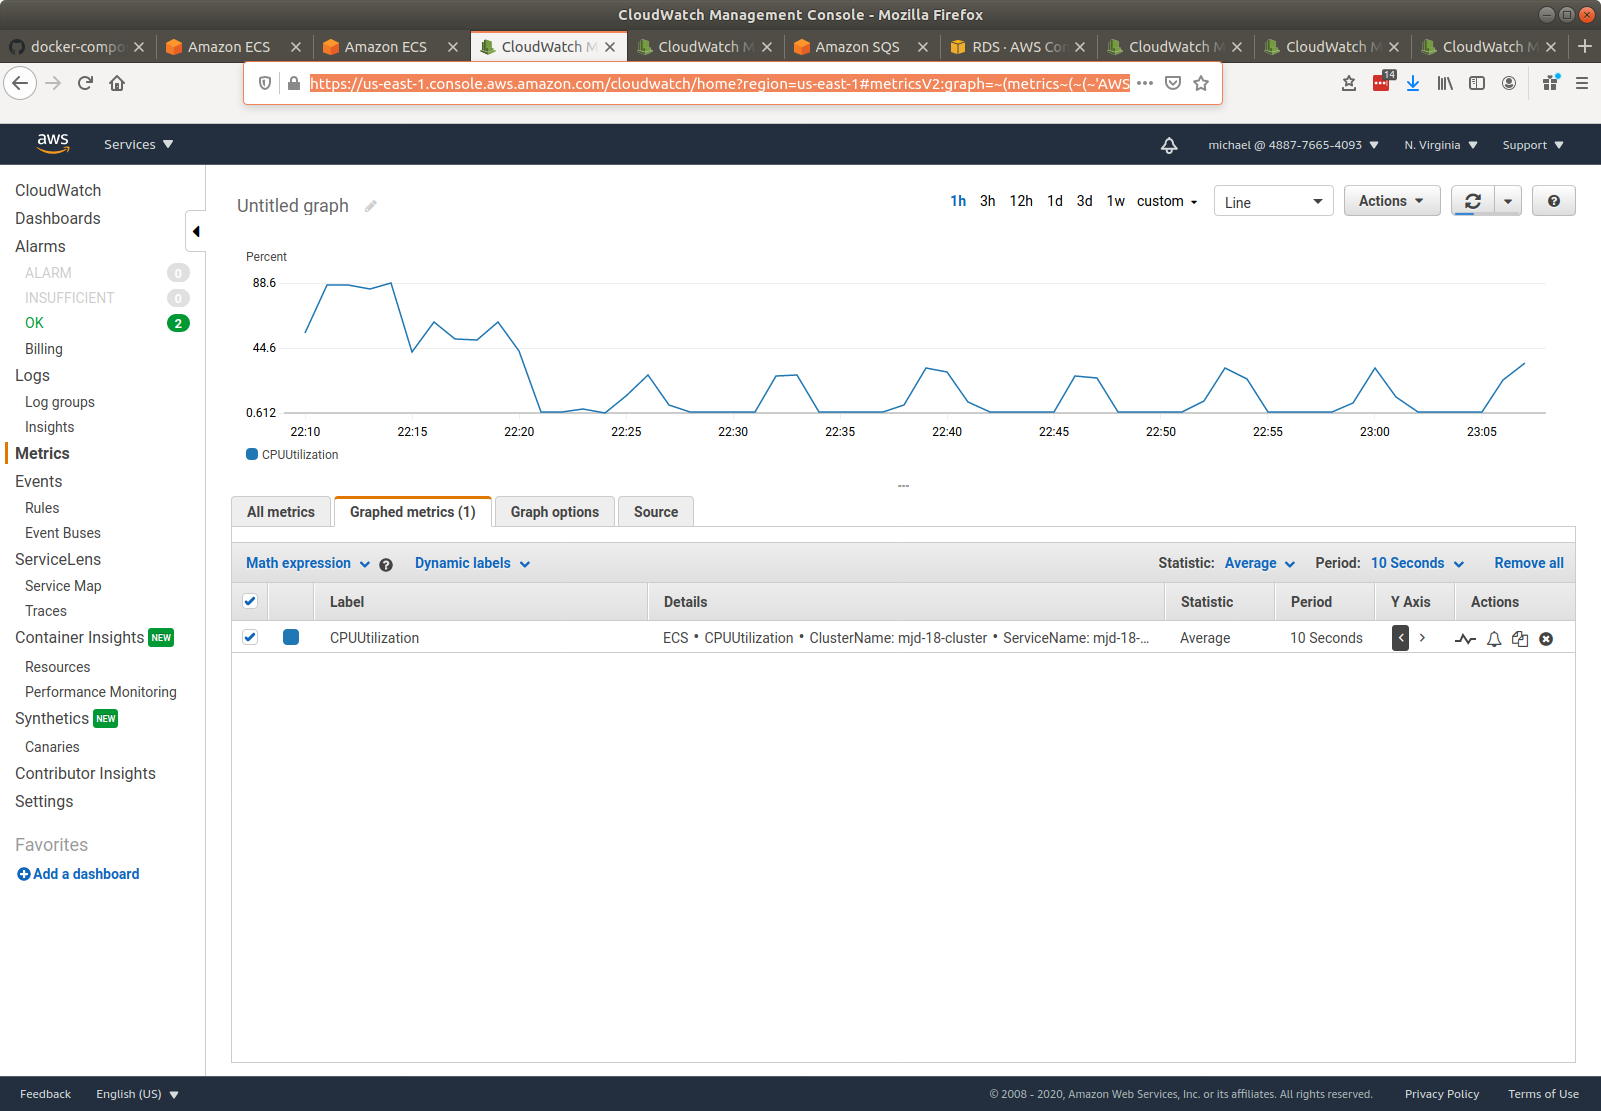 CloudWatch Management Console - Mozilla Firefox
docker-compo
Amazon ECS
Amazon ECS
CloudWatch M
CloudWatch M
Amazon SQS
RDS · AWS Con
CloudWatch M
CloudWatch M
CloudWatch M
https://us-east-1.console.aws.amazon.com/cloudwatch/home?region=us-east-1#metricsV2:graph=~(metrics~(~(~'AWS
14
aws
Services
michael @ 4887-7665-4093
N. Virginia
Support
CloudWatch
Dashboards
Alarms
ALARM 0
INSUFFICIENT 0
OK 2
Billing
Logs
Log groups
Insights
Metrics
Events
Rules
Event Buses
ServiceLens
Service Map
Traces
Container Insights NEW
Resources
Performance Monitoring
Synthetics NEW
Canaries
Contributor Insights
Settings
Favorites
Add a dashboard
Untitled graph
1h 3h 12h 1d 3d 1w custom
Line
Actions
?
Percent
88.6
44.6
0.612
22:10 22:15 22:20 22:25 22:30 22:35 22:40 22:45 22:50 22:55 23:00 23:05
CPUUtilization
All metrics
Graphed metrics (1)
Graph options
Source
Math expression ?
Dynamic labels
Statistic: Average
Period: 10 Seconds
Remove all
Label Details Statistic Period Y Axis Actions
CPUUtilization ECS • CPUUtilization • ClusterName: mjd-18-cluster • ServiceName: mjd-18-... Average 10 Seconds < >
Feedback
English (US)
© 2008 - 2020, Amazon Web Services, Inc. or its affiliates. All rights reserved.
Privacy Policy
Terms of Use